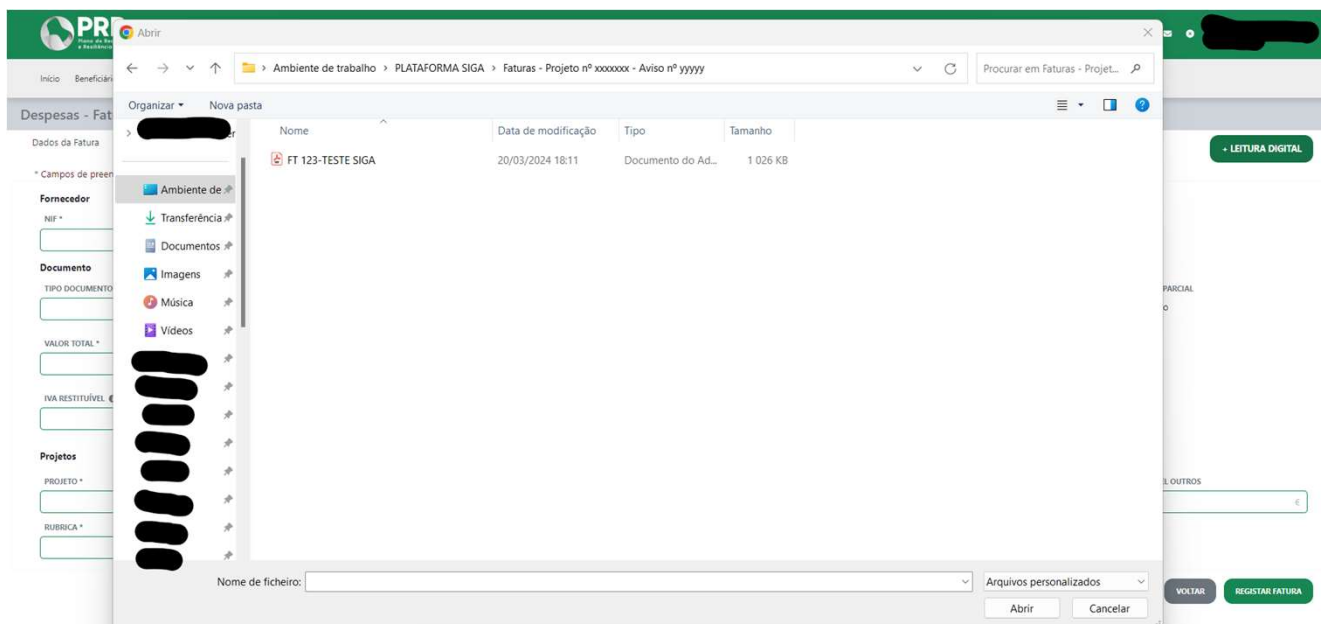 PRR
Abrir
Ambiente de trabalho > PLATAFORMA SIGA > Faturas - Projeto nº xxxxxxx - Aviso nº yyyyy
Procurar em Faturas - Projet...
Início Beneficiári
Organizar Nova pasta
Despesas - Fat
Nome Data de modificação Tipo Tamanho
Dados da Fatura
+ LEITURA DIGITAL
FT 123-TESTE SIGA 20/03/2024 18:11 Documento do Ad... 1 026 KB
* Campos de preen
Ambiente de
Fornecedor
NIF *
Transferência
Documentos
Documento
Imagens
TIPO DOCUMENTO
PARCIAL
Música
o
Vídeos
VALOR TOTAL *
IVA RESTITUÍVEL
Projetos
PROJETO *
L OUTROS
€
RUBRICA *
Nome de ficheiro:
Arquivos personalizados
VOLTAR
REGISTAR FATURA
Abrir Cancelar